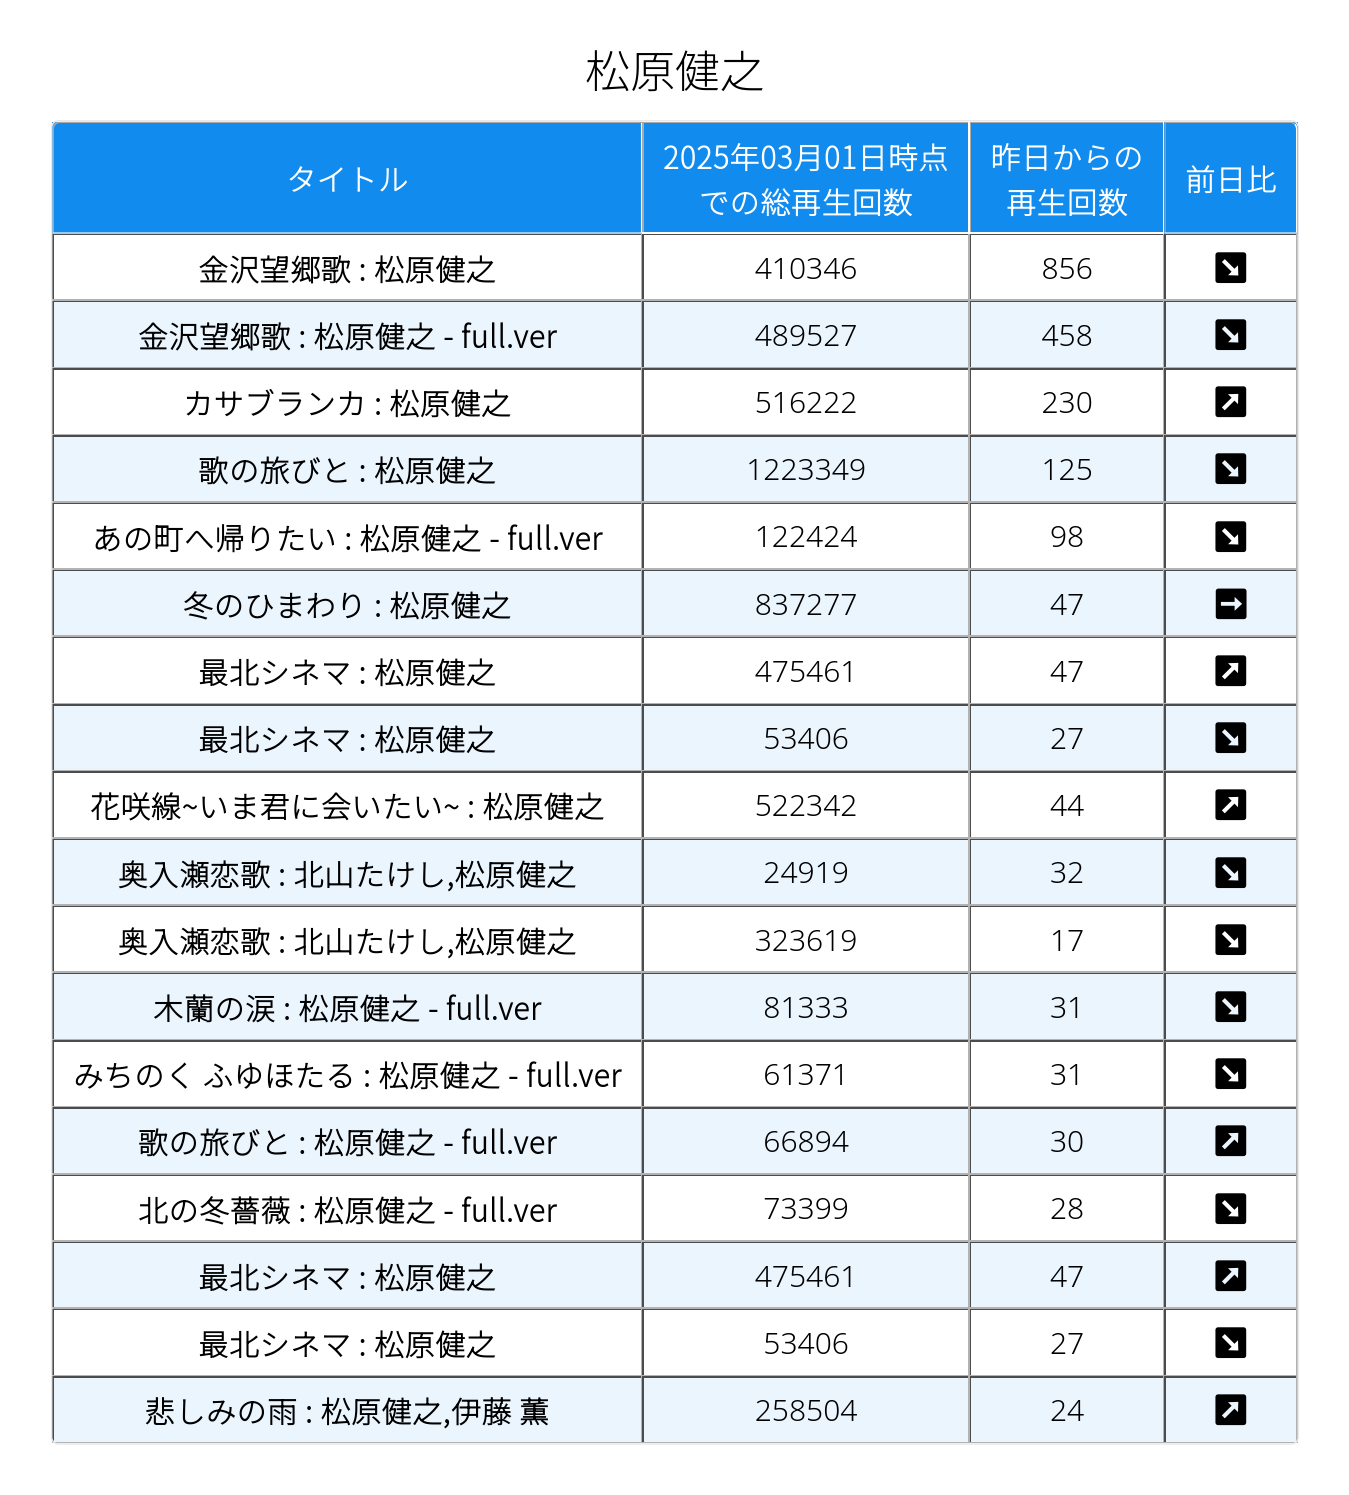 松原健之
タイトル 2025年03月01日時点での総再生回数 昨日からの再生回数 前日比
金沢望郷歌 : 松原健之 410346 856 ↘
金沢望郷歌 : 松原健之 - full.ver 489527 458 ↘
カサブランカ : 松原健之 516222 230 ↗
歌の旅びと : 松原健之 1223349 125 ↘
あの町へ帰りたい : 松原健之 - full.ver 122424 98 ↘
冬のひまわり : 松原健之 837277 47 →
最北シネマ : 松原健之 475461 47 ↗
最北シネマ : 松原健之 53406 27 ↘
花咲線~いま君に会いたい~ : 松原健之 522342 44 ↗
奥入瀬恋歌 : 北山たけし,松原健之 24919 32 ↘
奥入瀬恋歌 : 北山たけし,松原健之 323619 17 ↘
木蘭の涙 : 松原健之 - full.ver 81333 31 ↘
みちのく ふゆほたる : 松原健之 - full.ver 61371 31 ↘
歌の旅びと : 松原健之 - full.ver 66894 30 ↗
北の冬薔薇 : 松原健之 - full.ver 73399 28 ↘
最北シネマ : 松原健之 475461 47 ↗
最北シネマ : 松原健之 53406 27 ↘
悲しみの雨 : 松原健之,伊藤 薫 258504 24 ↗